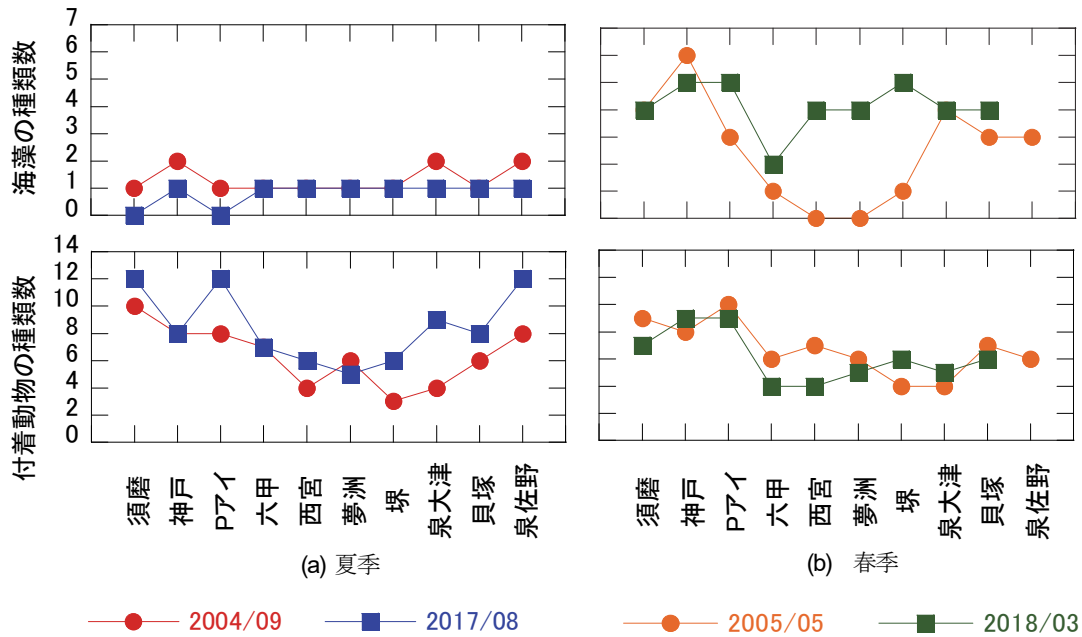 海藻の種類数
7
6
5
4
3
2
1
0
付着動物の種類数
14
12
10
8
6
4
2
0
須磨
神戸
Pアイ
六甲
西宮
夢洲
堺
泉大津
貝塚
泉佐野
須磨
神戸
Pアイ
六甲
西宮
夢洲
堺
泉大津
貝塚
泉佐野
(a) 夏季
(b) 春季
2004/09
2017/08
2005/05
2018/03